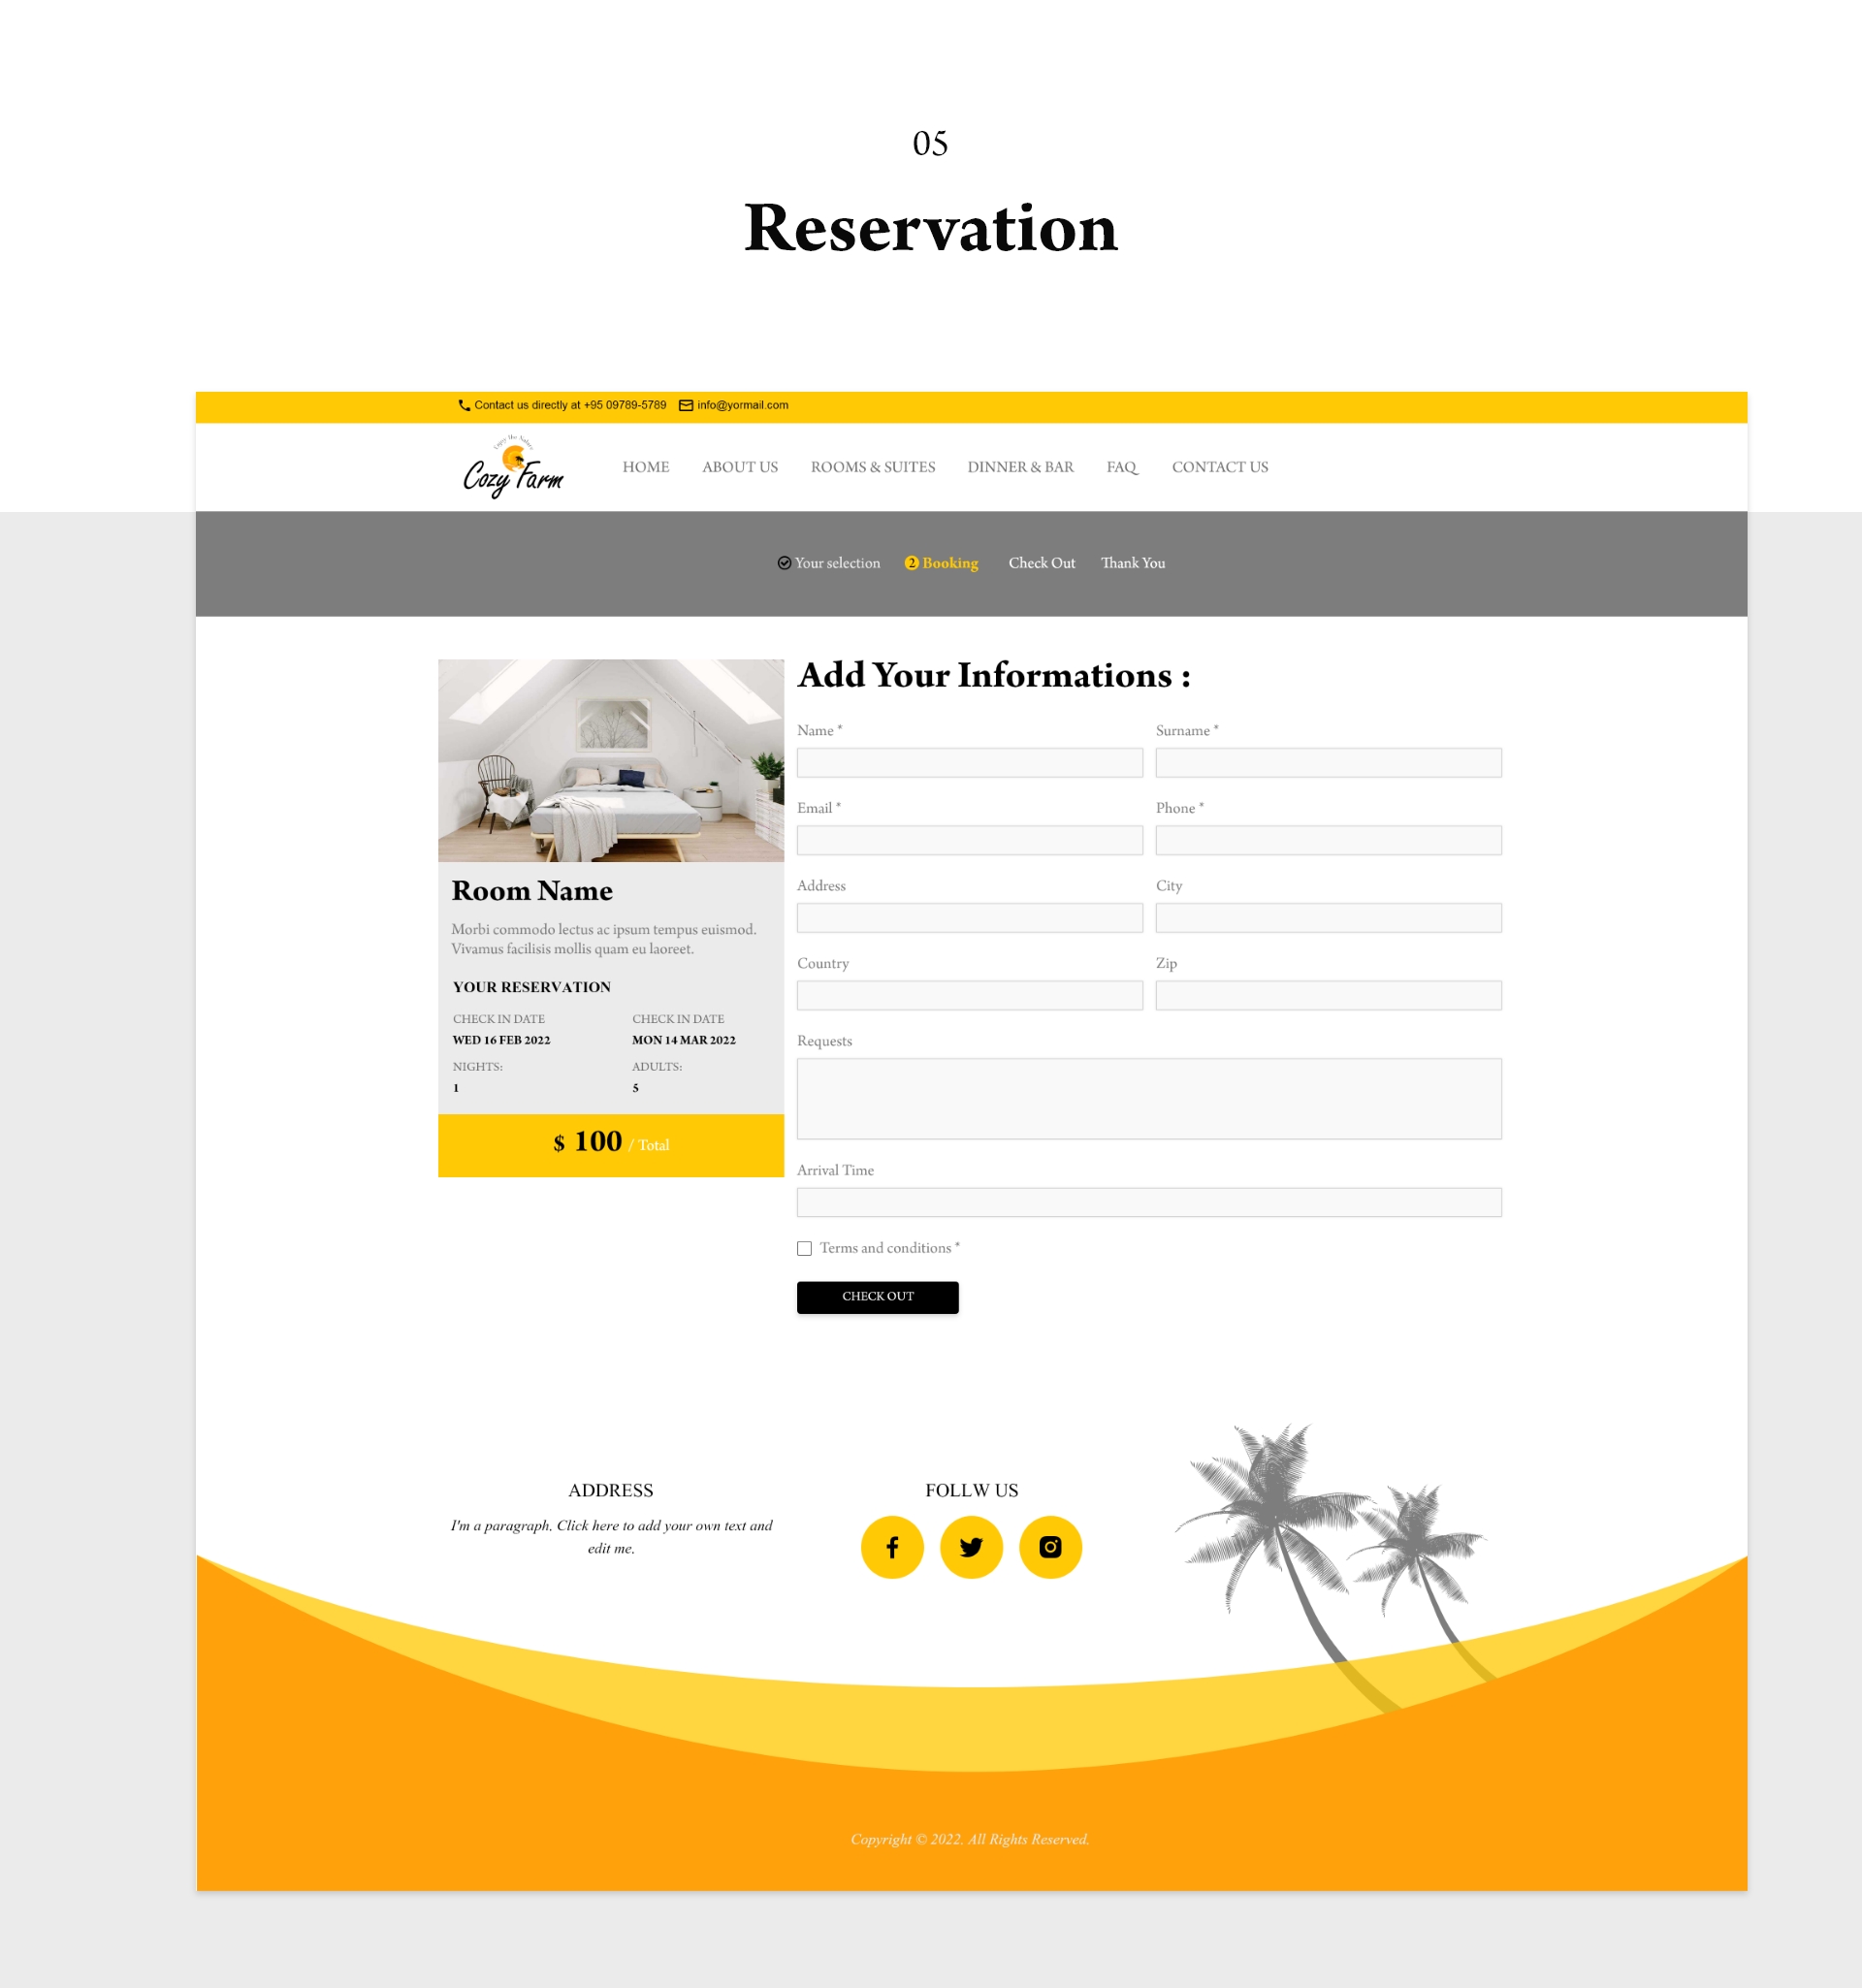 05
Reservation
Contact us directly at +95 09789-5789 info@yormail.com
Enjoy The Nature
Cozy Farm
HOME ABOUT US ROOMS & SUITES DINNER & BAR FAQ CONTACT US
Your selection 2 Booking Check Out Thank You
Add Your Informations :
Name * Surname *
Email * Phone *
Address City
Country Zip
Requests
Arrival Time
Terms and conditions *
CHECK OUT
Room Name
Morbi commodo lectus ac ipsum tempus euismod.
Vivamus facilisis mollis quam eu laoreet.
YOUR RESERVATION
CHECK IN DATE CHECK IN DATE
WED 16 FEB 2022 MON 14 MAR 2022
NIGHTS: ADULTS:
1 5
$ 100 / Total
ADDRESS
I'm a paragraph. Click here to add your own text and
edit me.
FOLLW US
Copyright © 2022. All Rights Reserved.